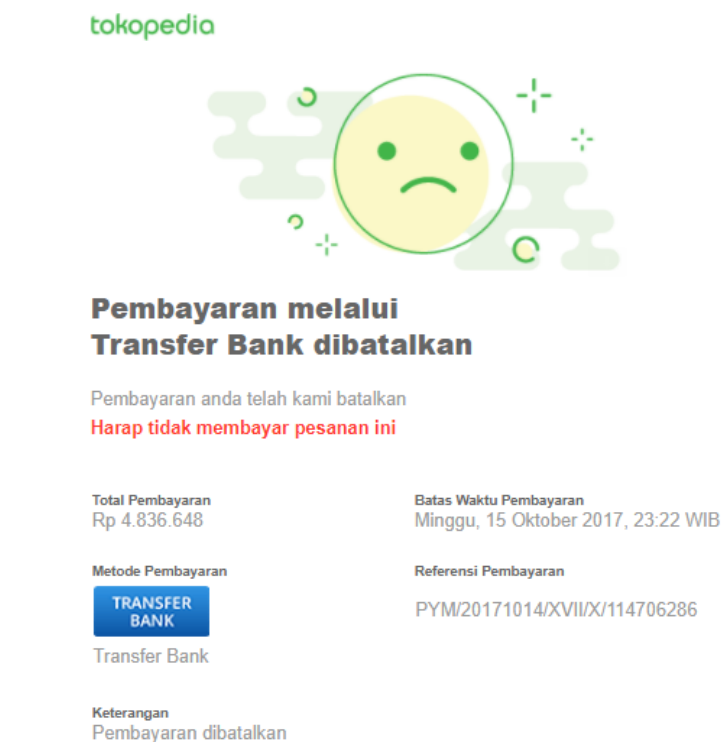 tokopedia
Pembayaran melalui
Transfer Bank dibatalkan
Pembayaran anda telah kami batalkan
Harap tidak membayar pesanan ini
Total Pembayaran
Rp 4.836.648
Batas Waktu Pembayaran
Minggu, 15 Oktober 2017, 23:22 WIB
Metode Pembayaran
TRANSFER
BANK
Transfer Bank
Referensi Pembayaran
PYM/20171014/XVII/X/114706286
Keterangan
Pembayaran dibatalkan